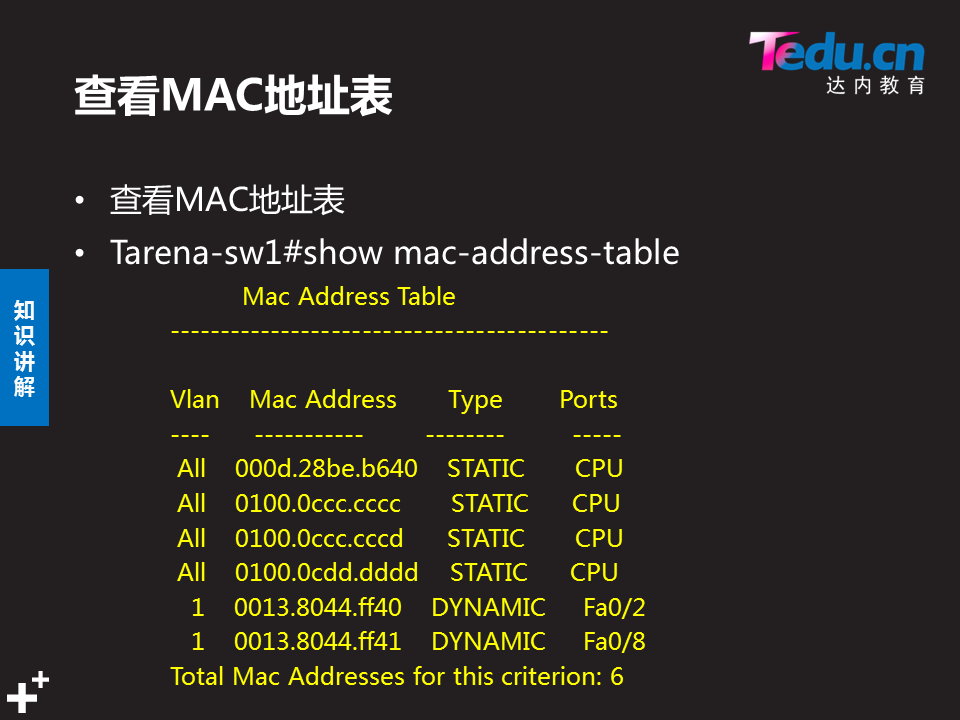 Tedu.cn
达内教育
查看MAC地址表
• 查看MAC地址表
• Tarena-sw1#show mac-address-table
Mac Address Table
-------------------------------------------
Vlan Mac Address Type Ports
---- ----------- -------- -----
All 000d.28be.b640 STATIC CPU
All 0100.0ccc.cccc STATIC CPU
All 0100.0ccc.cccd STATIC CPU
All 0100.0cdd.dddd STATIC CPU
1 0013.8044.ff40 DYNAMIC Fa0/2
1 0013.8044.ff41 DYNAMIC Fa0/8
Total Mac Addresses for this criterion: 6
知识讲解